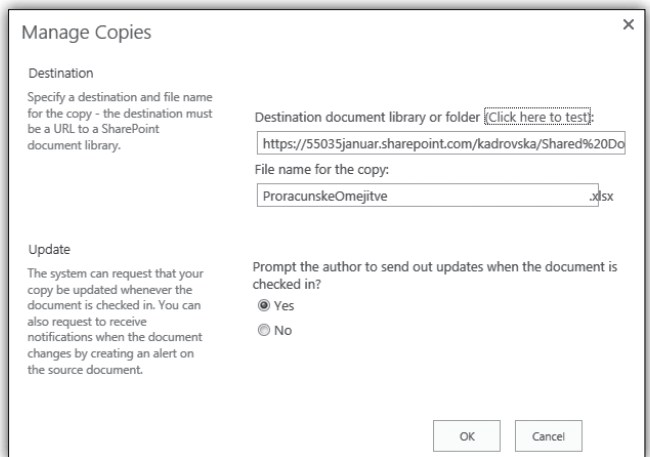 Manage Copies
Destination
Specify a destination and file name
for the copy - the destination must
be a URL to a SharePoint
document library.
Destination document library or folder (Click here to test):
https://55035januar.sharepoint.com/kadrovska/Shared%20Do
File name for the copy:
ProracunskeOmejitve .xlsx
Update
The system can request that your
copy be updated whenever the
document is checked in. You can
also request to receive
notifications when the document
changes by creating an alert on
the source document.
Prompt the author to send out updates when the document is
checked in?
Yes
No
OK Cancel